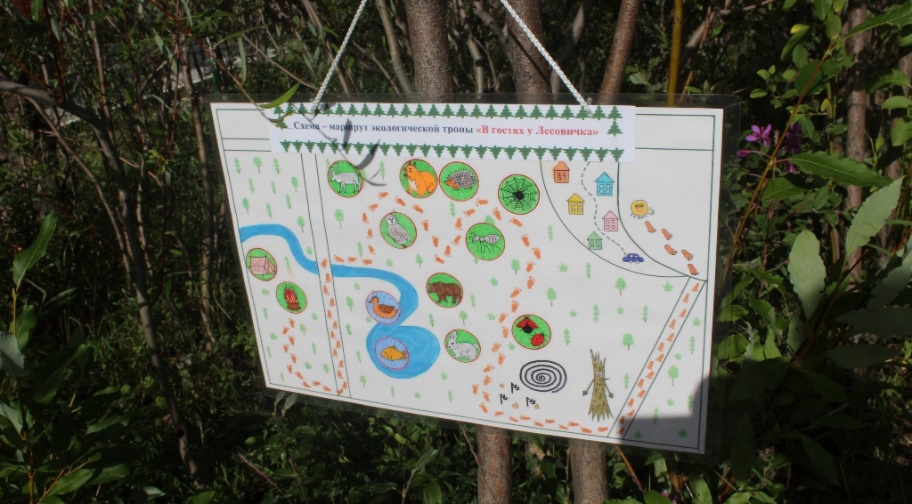 Схема – маршрут экологической тропы «В гостях у Лесовичка»